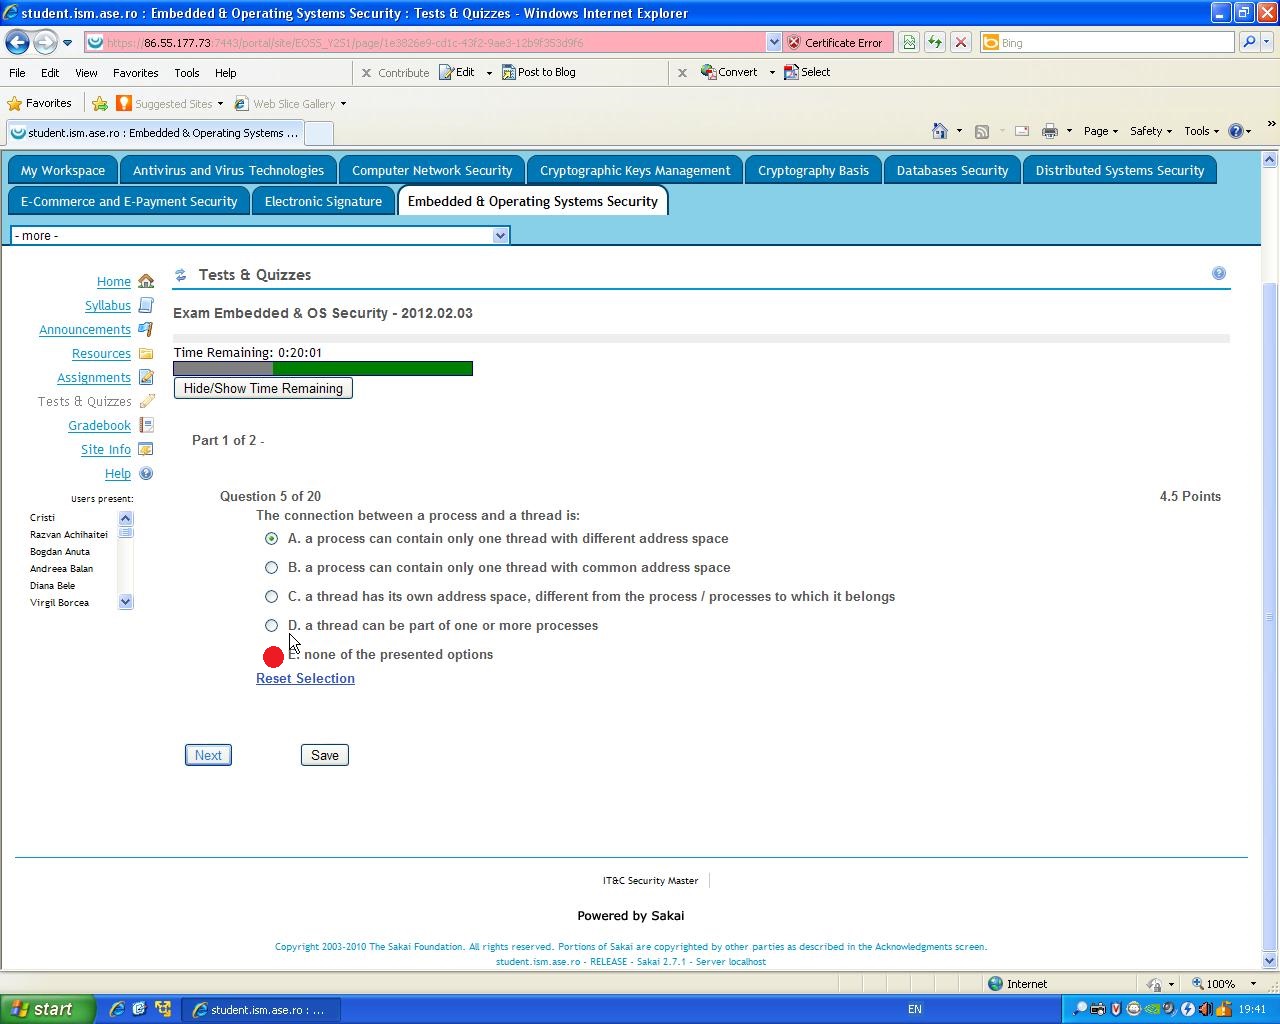 student.ism.ase.ro : Embedded & Operating Systems Security : Tests & Quizzes - Windows Internet Explorer
https://86.55.177.73:7443/portal/site/EOSS_Y2S1/page/1e3826e9-cd1c-43f2-9ae3-12b9f353d9f6
Certificate Error
Bing
File Edit View Favorites Tools Help
x Contribute Edit Post to Blog
x Convert Select
Favorites Suggested Sites Web Slice Gallery
student.ism.ase.ro : Embedded & Operating Systems ...
Page Safety Tools
My Workspace Antivirus and Virus Technologies Computer Network Security Cryptographic Keys Management Cryptography Basis Databases Security Distributed Systems Security
E-Commerce and E-Payment Security Electronic Signature Embedded & Operating Systems Security
- more -
Home
Syllabus
Announcements
Resources
Assignments
Tests & Quizzes
Gradebook
Site Info
Help
Users present:
Cristi
Razvan Achihaitei
Bogdan Anuta
Andreea Balan
Diana Bele
Virgil Borcea
Tests & Quizzes
Exam Embedded & OS Security - 2012.02.03
Time Remaining: 0:20:01
Hide/Show Time Remaining
Part 1 of 2 -
Question 5 of 20
4.5 Points
The connection between a process and a thread is:
A. a process can contain only one thread with different address space
B. a process can contain only one thread with common address space
C. a thread has its own address space, different from the process / processes to which it belongs
D. a thread can be part of one or more processes
E. none of the presented options
Reset Selection
Next
Save
IT&C Security Master
Powered by Sakai
Copyright 2003-2010 The Sakai Foundation. All rights reserved. Portions of Sakai are copyrighted by other parties as described in the Acknowledgments screen.
student.ism.ase.ro - RELEASE - Sakai 2.7.1 - Server localhost
Internet
100%
start
student.ism.ase.ro : ...
EN
19:41